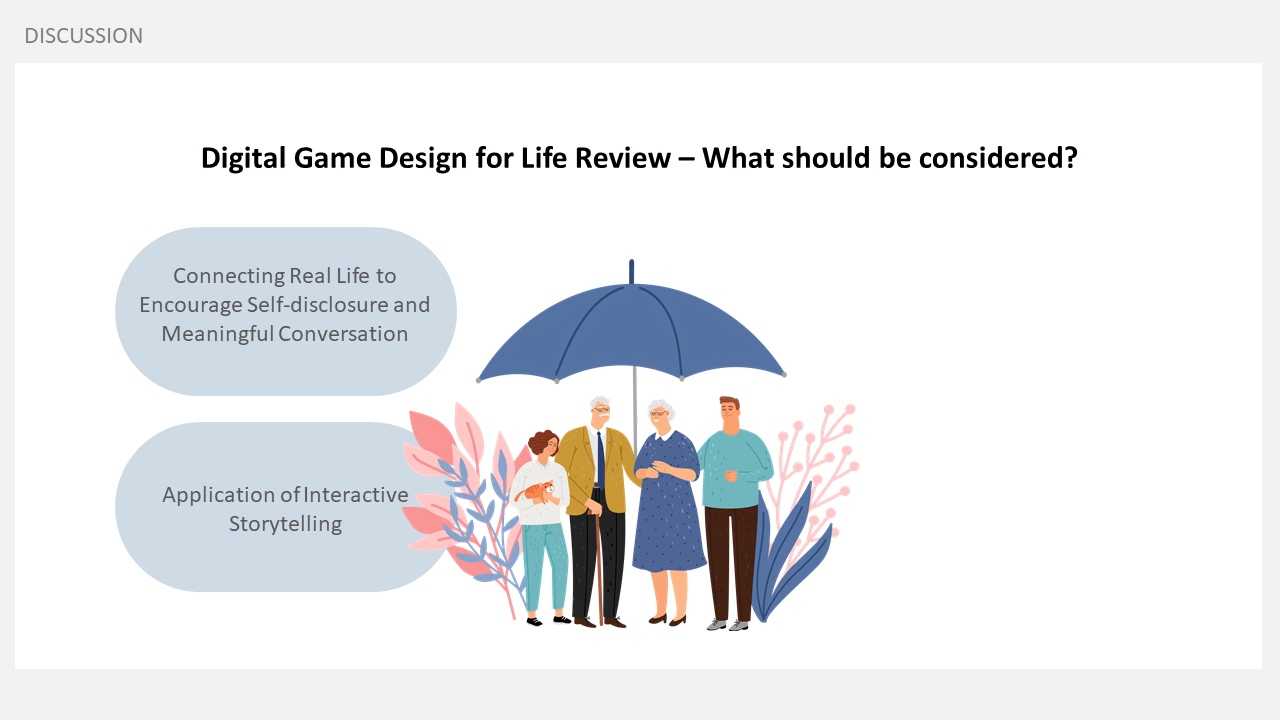 DISCUSSION
Digital Game Design for Life Review – What should be considered?
Connecting Real Life to
Encourage Self-disclosure and
Meaningful Conversation
Application of Interactive
Storytelling